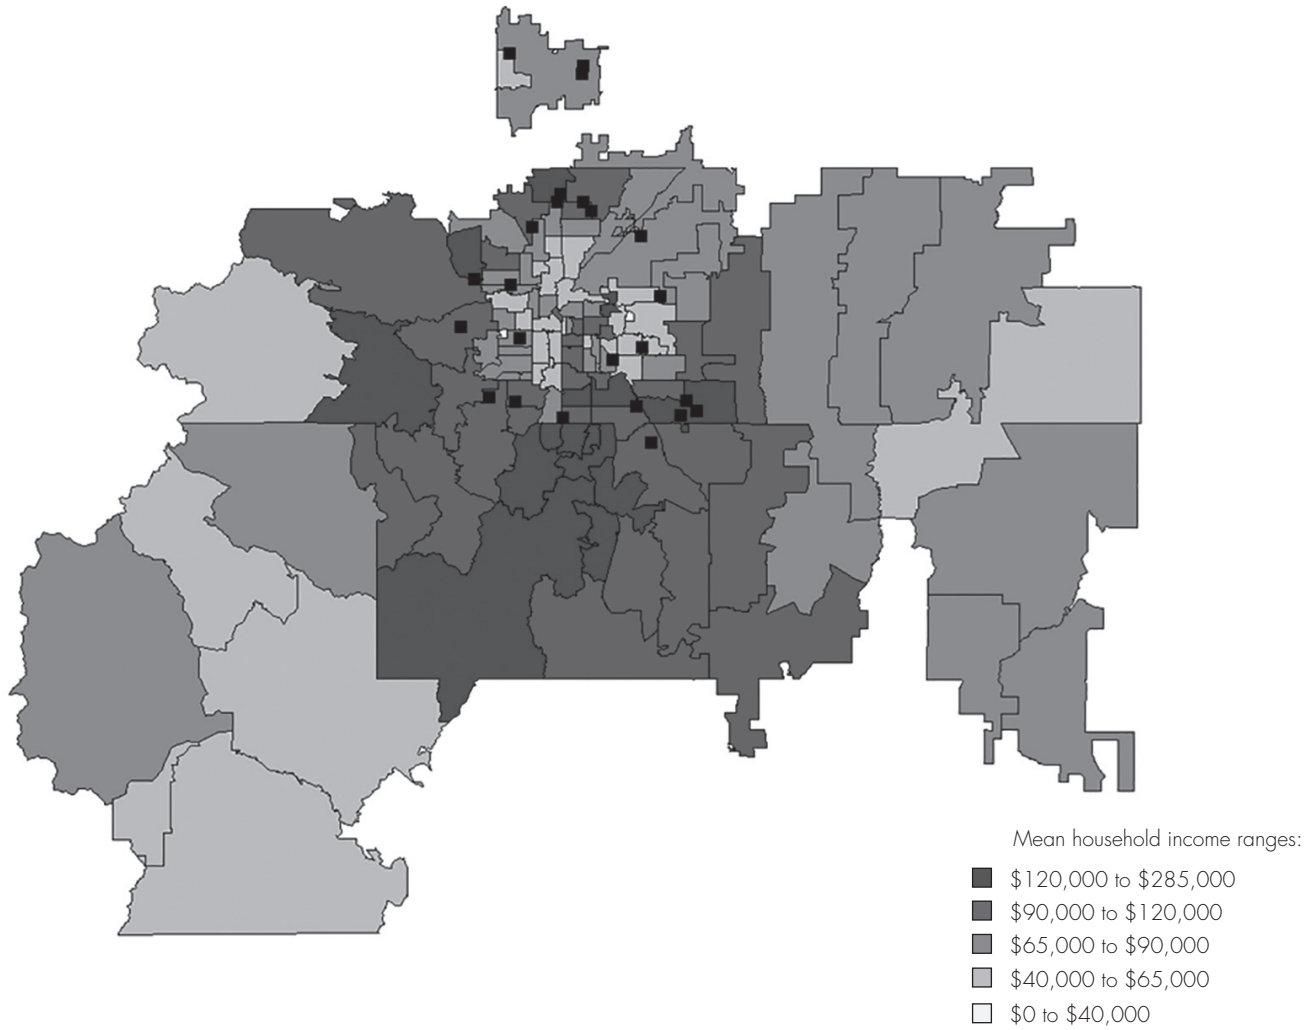 Mean household income ranges:
$120,000 to $285,000
$90,000 to $120,000
$65,000 to $90,000
$40,000 to $65,000
$0 to $40,000